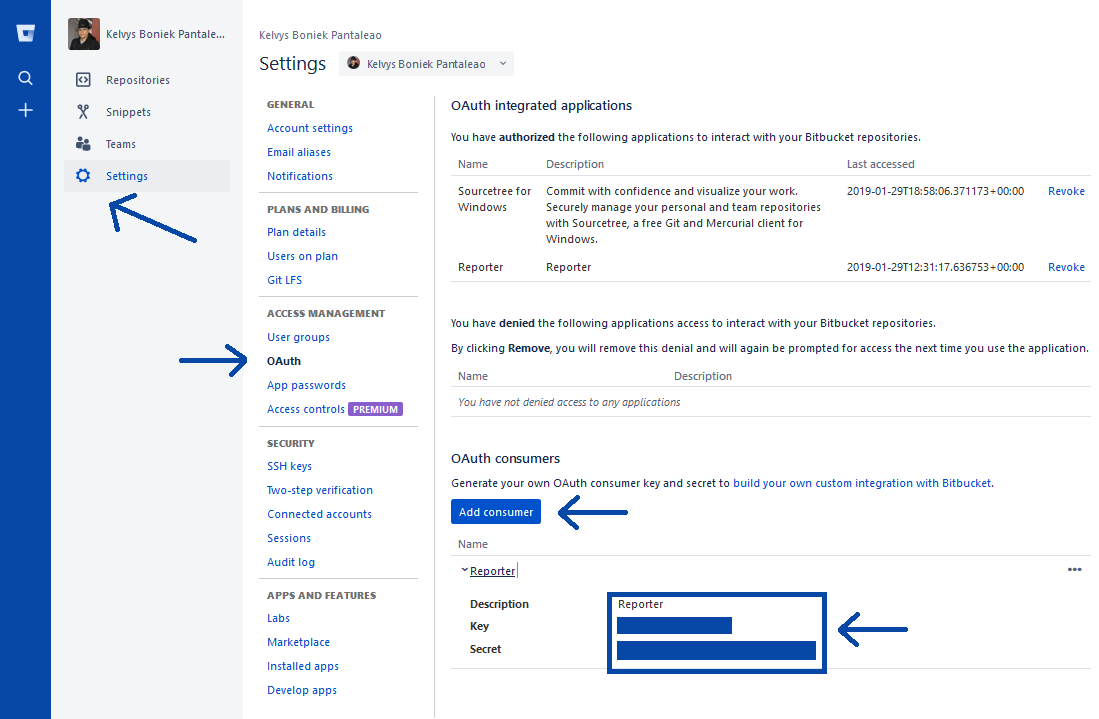 Kelvys Boniek Pantale...
Repositories
Snippets
Teams
Settings
Kelvys Boniek Pantaleao
Settings
Kelvys Boniek Pantaleao
GENERAL
Account settings
Email aliases
Notifications
PLANS AND BILLING
Plan details
Users on plan
Git LFS
ACCESS MANAGEMENT
User groups
OAuth
App passwords
Access controls PREMIUM
SECURITY
SSH keys
Two-step verification
Connected accounts
Sessions
Audit log
APPS AND FEATURES
Labs
Marketplace
Installed apps
Develop apps
OAuth integrated applications
You have authorized the following applications to interact with your Bitbucket repositories.
Name Description Last accessed
Sourcetree for Commit with confidence and visualize your work. 2019-01-29T18:58:06.371173+00:00 Revoke
Windows Securely manage your personal and team repositories
with Sourcetree, a free Git and Mercurial client for
Windows.
Reporter Reporter 2019-01-29T12:31:17.636753+00:00 Revoke
You have denied the following applications access to interact with your Bitbucket repositories.
By clicking Remove, you will remove this denial and will again be prompted for access the next time you use the application.
Name Description
You have not denied access to any applications
OAuth consumers
Generate your own OAuth consumer key and secret to build your own custom integration with Bitbucket.
Add consumer
Name
Reporter
Description Reporter
Key
Secret